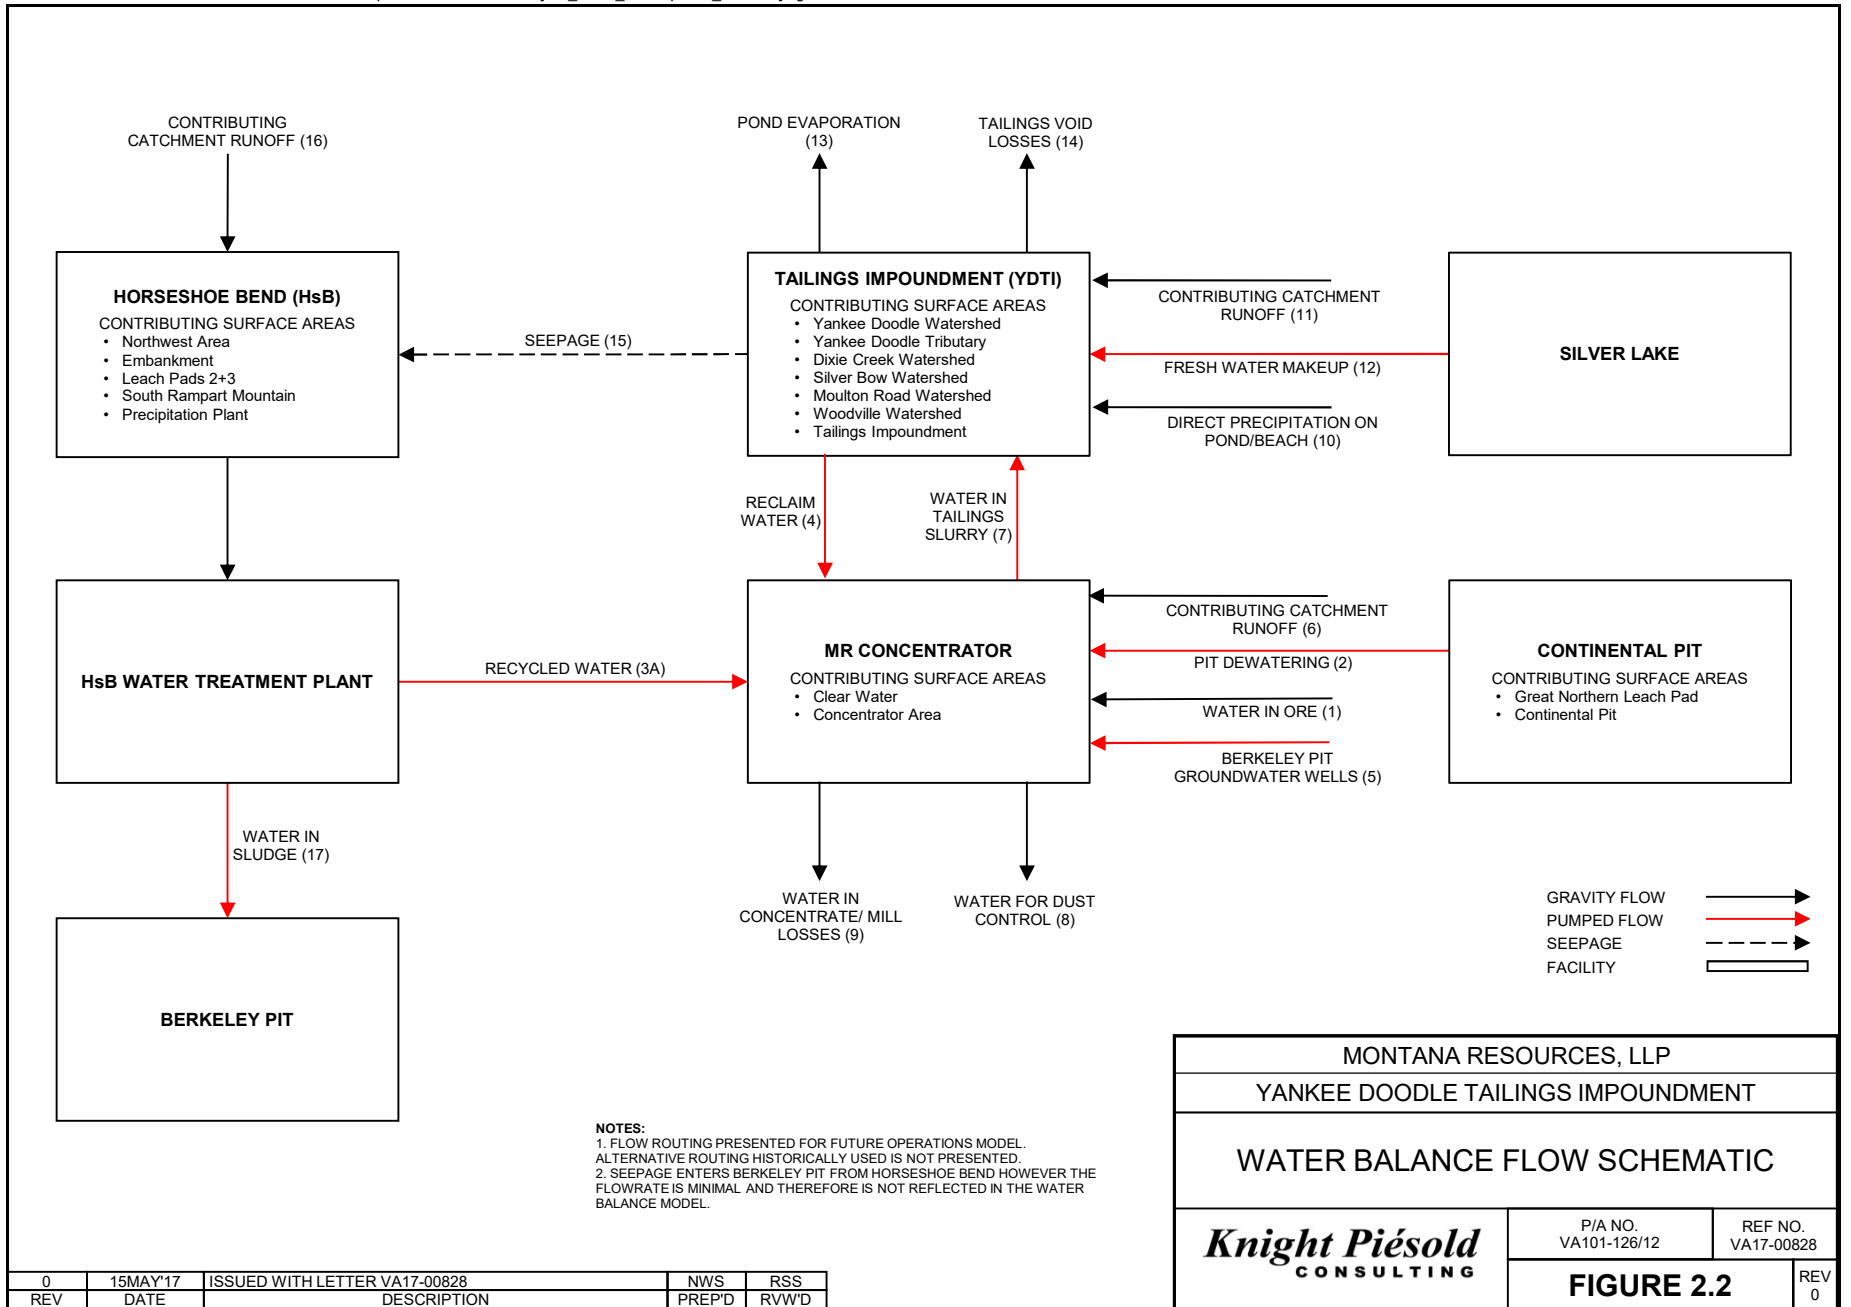 CONTRIBUTING
CATCHMENT RUNOFF (16)
POND EVAPORATION
(13)
TAILINGS VOID
LOSSES (14)
HORSESHOE BEND (HsB)
CONTRIBUTING SURFACE AREAS
• Northwest Area
• Embankment
• Leach Pads 2+3
• South Rampart Mountain
• Precipitation Plant
SEEPAGE (15)
TAILINGS IMPOUNDMENT (YDTI)
CONTRIBUTING SURFACE AREAS
• Yankee Doodle Watershed
• Yankee Doodle Tributary
• Dixie Creek Watershed
• Silver Bow Watershed
• Moulton Road Watershed
• Woodville Watershed
• Tailings Impoundment
CONTRIBUTING CATCHMENT
RUNOFF (11)
FRESH WATER MAKEUP (12)
DIRECT PRECIPITATION ON
POND/BEACH (10)
SILVER LAKE
RECLAIM
WATER (4)
WATER IN
TAILINGS
SLURRY (7)
HsB WATER TREATMENT PLANT
RECYCLED WATER (3A)
MR CONCENTRATOR
CONTRIBUTING SURFACE AREAS
• Clear Water
• Concentrator Area
CONTRIBUTING CATCHMENT
RUNOFF (6)
PIT DEWATERING (2)
WATER IN ORE (1)
BERKELEY PIT
GROUNDWATER WELLS (5)
CONTINENTAL PIT
CONTRIBUTING SURFACE AREAS
• Great Northern Leach Pad
• Continental Pit
WATER IN
SLUDGE (17)
WATER IN
CONCENTRATE/ MILL
LOSSES (9)
WATER FOR DUST
CONTROL (8)
BERKELEY PIT
GRAVITY FLOW
PUMPED FLOW
SEEPAGE
FACILITY
NOTES:
1. FLOW ROUTING PRESENTED FOR FUTURE OPERATIONS MODEL.
ALTERNATIVE ROUTING HISTORICALLY USED IS NOT PRESENTED.
2. SEEPAGE ENTERS BERKELEY PIT FROM HORSESHOE BEND HOWEVER THE
FLOWRATE IS MINIMAL AND THEREFORE IS NOT REFLECTED IN THE WATER
BALANCE MODEL.
MONTANA RESOURCES, LLP
YANKEE DOODLE TAILINGS IMPOUNDMENT
WATER BALANCE FLOW SCHEMATIC
Knight Piésold
CONSULTING
P/A NO.
VA101-126/12
REF NO.
VA17-00828
FIGURE 2.2
REV
0
0 15MAY'17 ISSUED WITH LETTER VA17-00828 NWS RSS
REV DATE DESCRIPTION PREP'D RVW'D